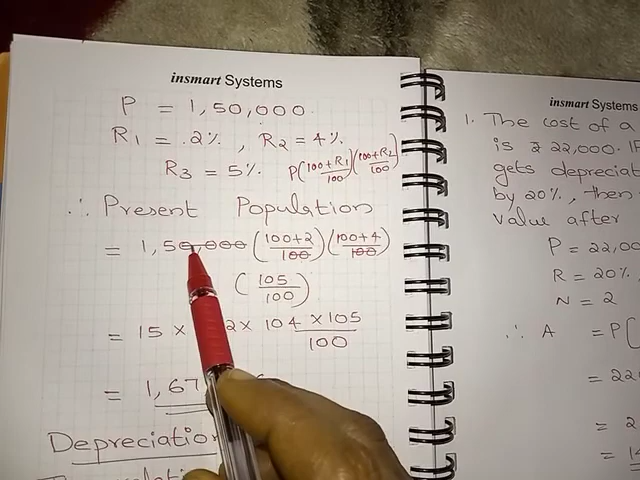 insmart Systems
P = 1,50,000.
R1 = 2% , R2 = 4%
R3 = 5% P(100+R1/100)(100+R2/100)
∴ Present Population
= 1,50,000 (100+2/100)(100+4/100)
(105/100)
= 15 × 2 × 104 × 105/100
= 1,67
Depreciation
insmart Systems
1. The cost of a
is ₹ 22,000. If
gets depreciat
by 20%, then
value after
P = 22,00
R = 20%
N = 2
∴ A = P(
= 22
= 2
= 14